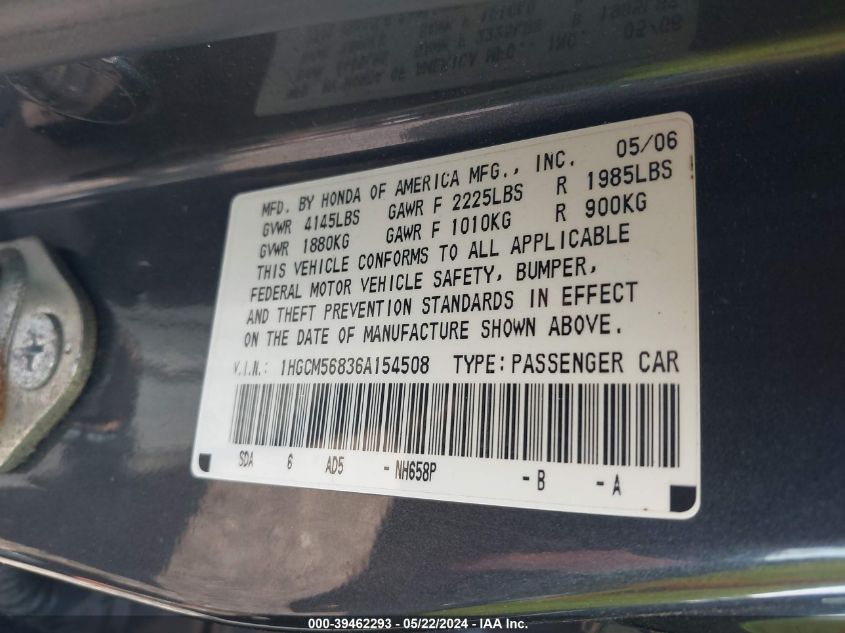 05/06
MFD. BY HONDA OF AMERICA MFG., INC.
GVWR 4145LBS GAWR F 2225LBS R 1985LBS
GVWR 1880KG GAWR F 1010KG R 900KG
THIS VEHICLE CONFORMS TO ALL APPLICABLE
FEDERAL MOTOR VEHICLE SAFETY, BUMPER,
AND THEFT PREVENTION STANDARDS IN EFFECT
ON THE DATE OF MANUFACTURE SHOWN ABOVE.
V.I.N.: 1HGCM56836A154508 TYPE: PASSENGER CAR
SDA 6 AD5 - NH658P - B - A
000-39462293 - 05/22/2024 - IAA Inc.